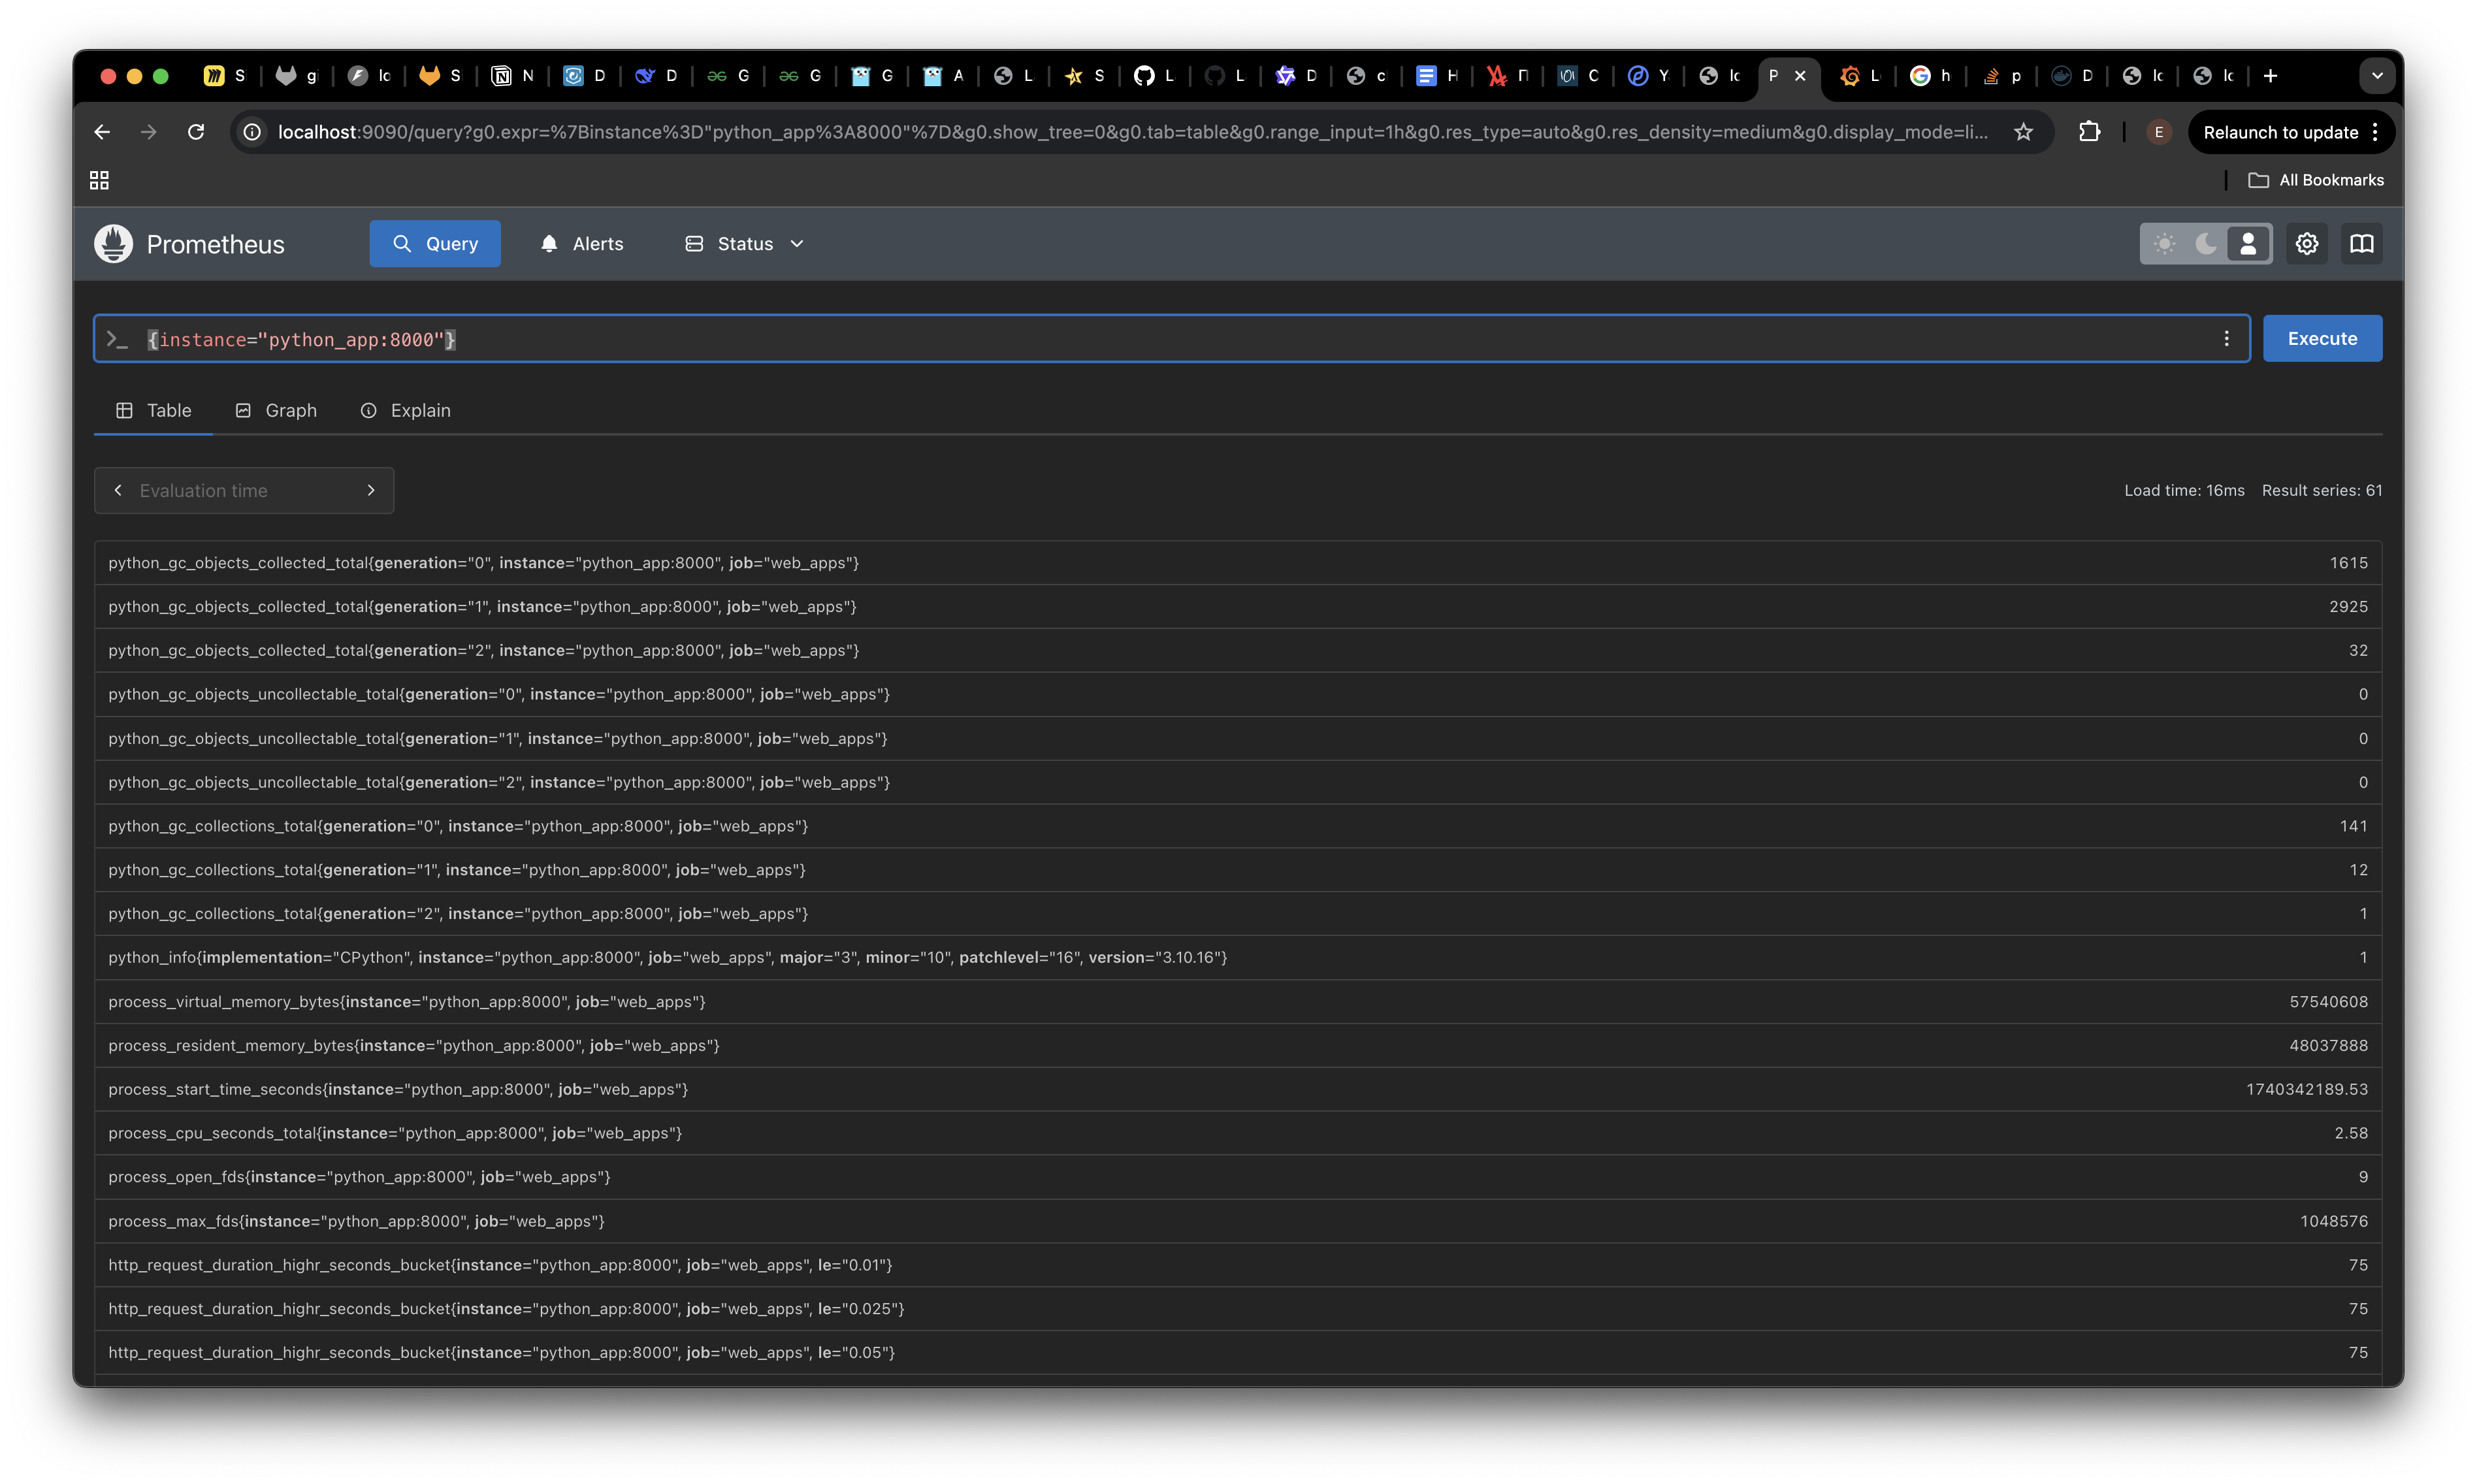 S gi lc S N D D G G G A L S L L D c H П C Y lc P L h p D lc lc
localhost:9090/query?g0.expr=%7Binstance%3D"python_app%3A8000"%7D&g0.show_tree=0&g0.tab=table&g0.range_input=1h&g0.res_type=auto&g0.res_density=medium&g0.display_mode=li... E Relaunch to update
All Bookmarks
Prometheus Query Alerts Status
>_ {instance="python_app:8000"} Execute
Table Graph Explain
Evaluation time Load time: 16ms Result series: 61
python_gc_objects_collected_total{generation="0", instance="python_app:8000", job="web_apps"} 1615
python_gc_objects_collected_total{generation="1", instance="python_app:8000", job="web_apps"} 2925
python_gc_objects_collected_total{generation="2", instance="python_app:8000", job="web_apps"} 32
python_gc_objects_uncollectable_total{generation="0", instance="python_app:8000", job="web_apps"} 0
python_gc_objects_uncollectable_total{generation="1", instance="python_app:8000", job="web_apps"} 0
python_gc_objects_uncollectable_total{generation="2", instance="python_app:8000", job="web_apps"} 0
python_gc_collections_total{generation="0", instance="python_app:8000", job="web_apps"} 141
python_gc_collections_total{generation="1", instance="python_app:8000", job="web_apps"} 12
python_gc_collections_total{generation="2", instance="python_app:8000", job="web_apps"} 1
python_info{implementation="CPython", instance="python_app:8000", job="web_apps", major="3", minor="10", patchlevel="16", version="3.10.16"} 1
process_virtual_memory_bytes{instance="python_app:8000", job="web_apps"} 57540608
process_resident_memory_bytes{instance="python_app:8000", job="web_apps"} 48037888
process_start_time_seconds{instance="python_app:8000", job="web_apps"} 1740342189.53
process_cpu_seconds_total{instance="python_app:8000", job="web_apps"} 2.58
process_open_fds{instance="python_app:8000", job="web_apps"} 9
process_max_fds{instance="python_app:8000", job="web_apps"} 1048576
http_request_duration_highr_seconds_bucket{instance="python_app:8000", job="web_apps", le="0.01"} 75
http_request_duration_highr_seconds_bucket{instance="python_app:8000", job="web_apps", le="0.025"} 75
http_request_duration_highr_seconds_bucket{instance="python_app:8000", job="web_apps", le="0.05"} 75